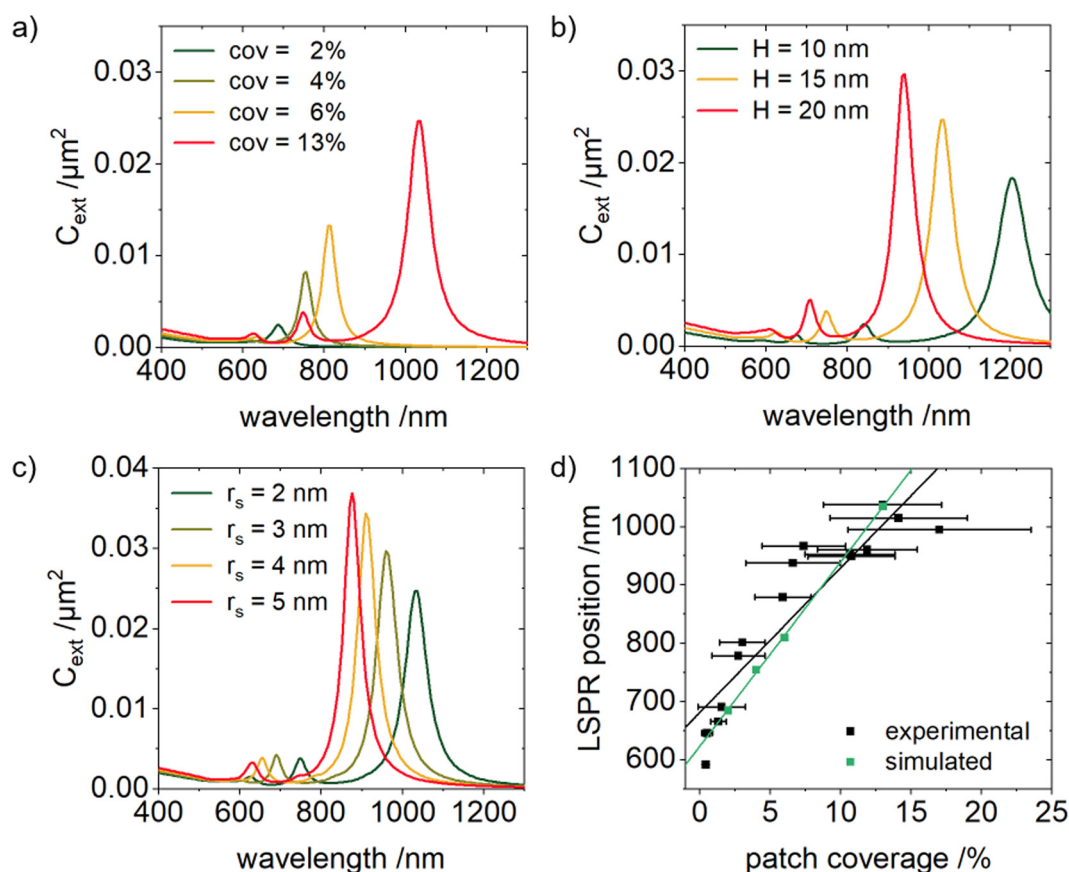 a)
cov = 2%
cov = 4%
cov = 6%
cov = 13%
0.03
0.02
0.01
0.00
C_ext /µm²
400 600 800 1000 1200
wavelength /nm
b)
H = 10 nm
H = 15 nm
H = 20 nm
0.03
0.02
0.01
0.00
C_ext /µm²
400 600 800 1000 1200
wavelength /nm
c)
r_s = 2 nm
r_s = 3 nm
r_s = 4 nm
r_s = 5 nm
0.04
0.03
0.02
0.01
0.00
C_ext /µm²
400 600 800 1000 1200
wavelength /nm
d)
1100
1000
900
800
700
600
LSPR position /nm
experimental
simulated
0 5 10 15 20 25
patch coverage /%